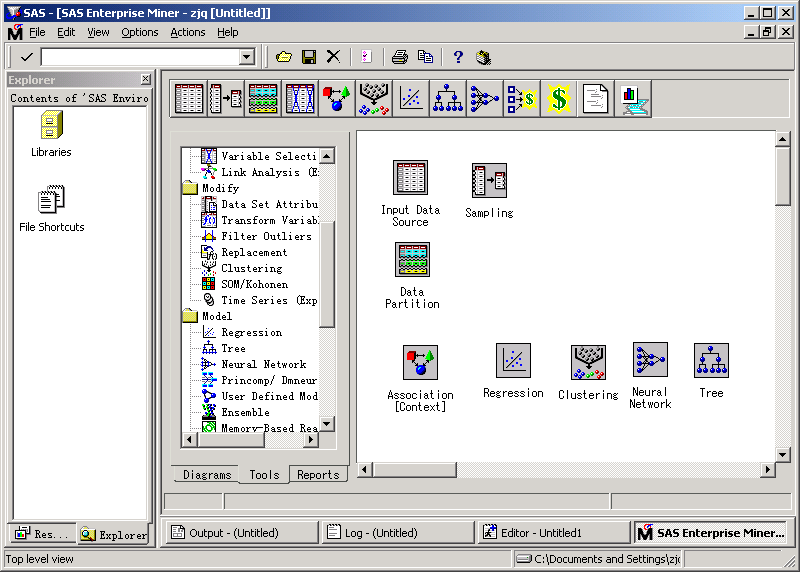 SAS - [SAS Enterprise Miner - zjq [Untitled]]
File Edit View Options Actions Help
Explorer
Contents of 'SAS Enviro
Libraries
File Shortcuts
Variable Selecti
Link Analysis (E
Modify
Data Set Attribu
Transform Variab
Filter Outliers
Replacement
Clustering
SOM/Kohonen
Time Series (Exp
Model
Regression
Tree
Neural Network
Princomp/ Dmneur
User Defined Mod
Ensemble
Memory-Based Rea
Diagrams Tools Reports
Input Data
Source
Sampling
Data
Partition
Association
[Context]
Regression
Clustering
Neural
Network
Tree
Res... Explorer
Output - (Untitled) Log - (Untitled) Editor - Untitled1 SAS Enterprise Miner...
Top level view C:\Documents and Settings\zjq